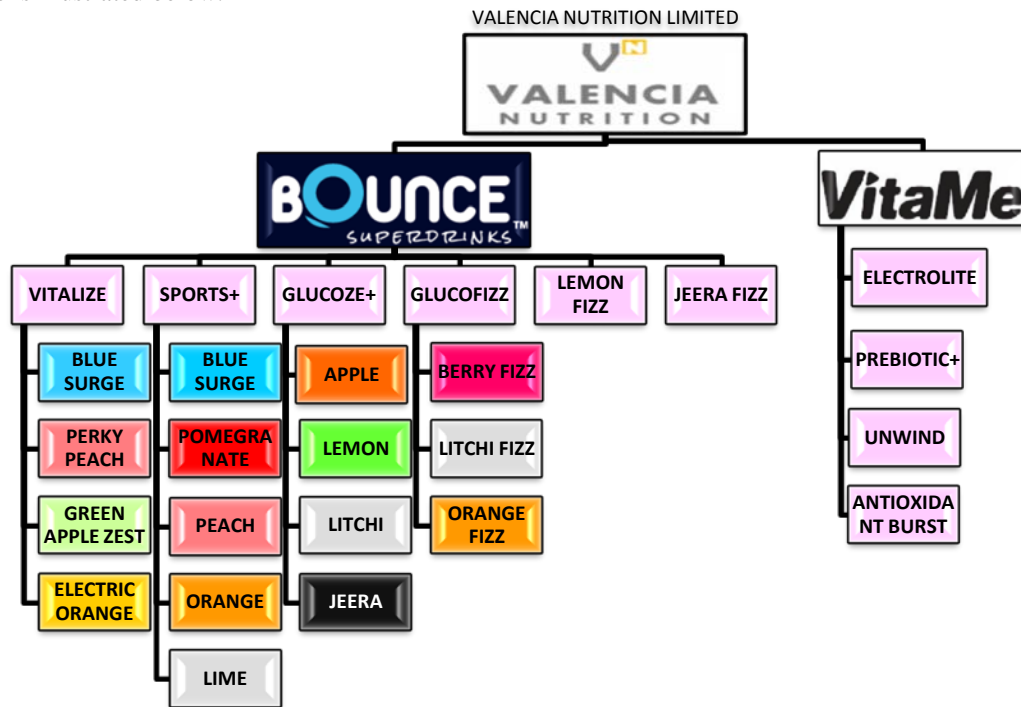 VALENCIA NUTRITION LIMITED
VN
VALENCIA
NUTRITION
BOUNCE™
SUPERDRINKS
VitaMe
VITALIZE
SPORTS+
GLUCOZE+
GLUCOFIZZ
LEMON
FIZZ
JEERA FIZZ
BLUE
SURGE
PERKY
PEACH
GREEN
APPLE ZEST
ELECTRIC
ORANGE
BLUE
SURGE
POMEGRA
NATE
PEACH
ORANGE
LIME
APPLE
LEMON
LITCHI
JEERA
BERRY FIZZ
LITCHI FIZZ
ORANGE
FIZZ
ELECTROLITE
PREBIOTIC+
UNWIND
ANTIOXIDA
NT BURST